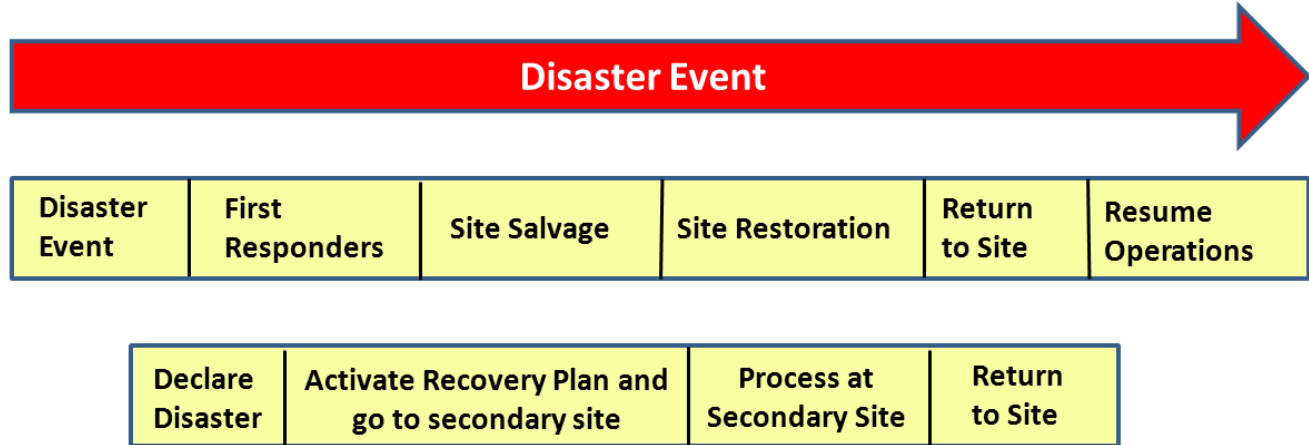 Disaster Event
Disaster
Event
First
Responders
Site Salvage
Site Restoration
Return
to Site
Resume
Operations
Declare
Disaster
Activate Recovery Plan and
go to secondary site
Process at
Secondary Site
Return
to Site